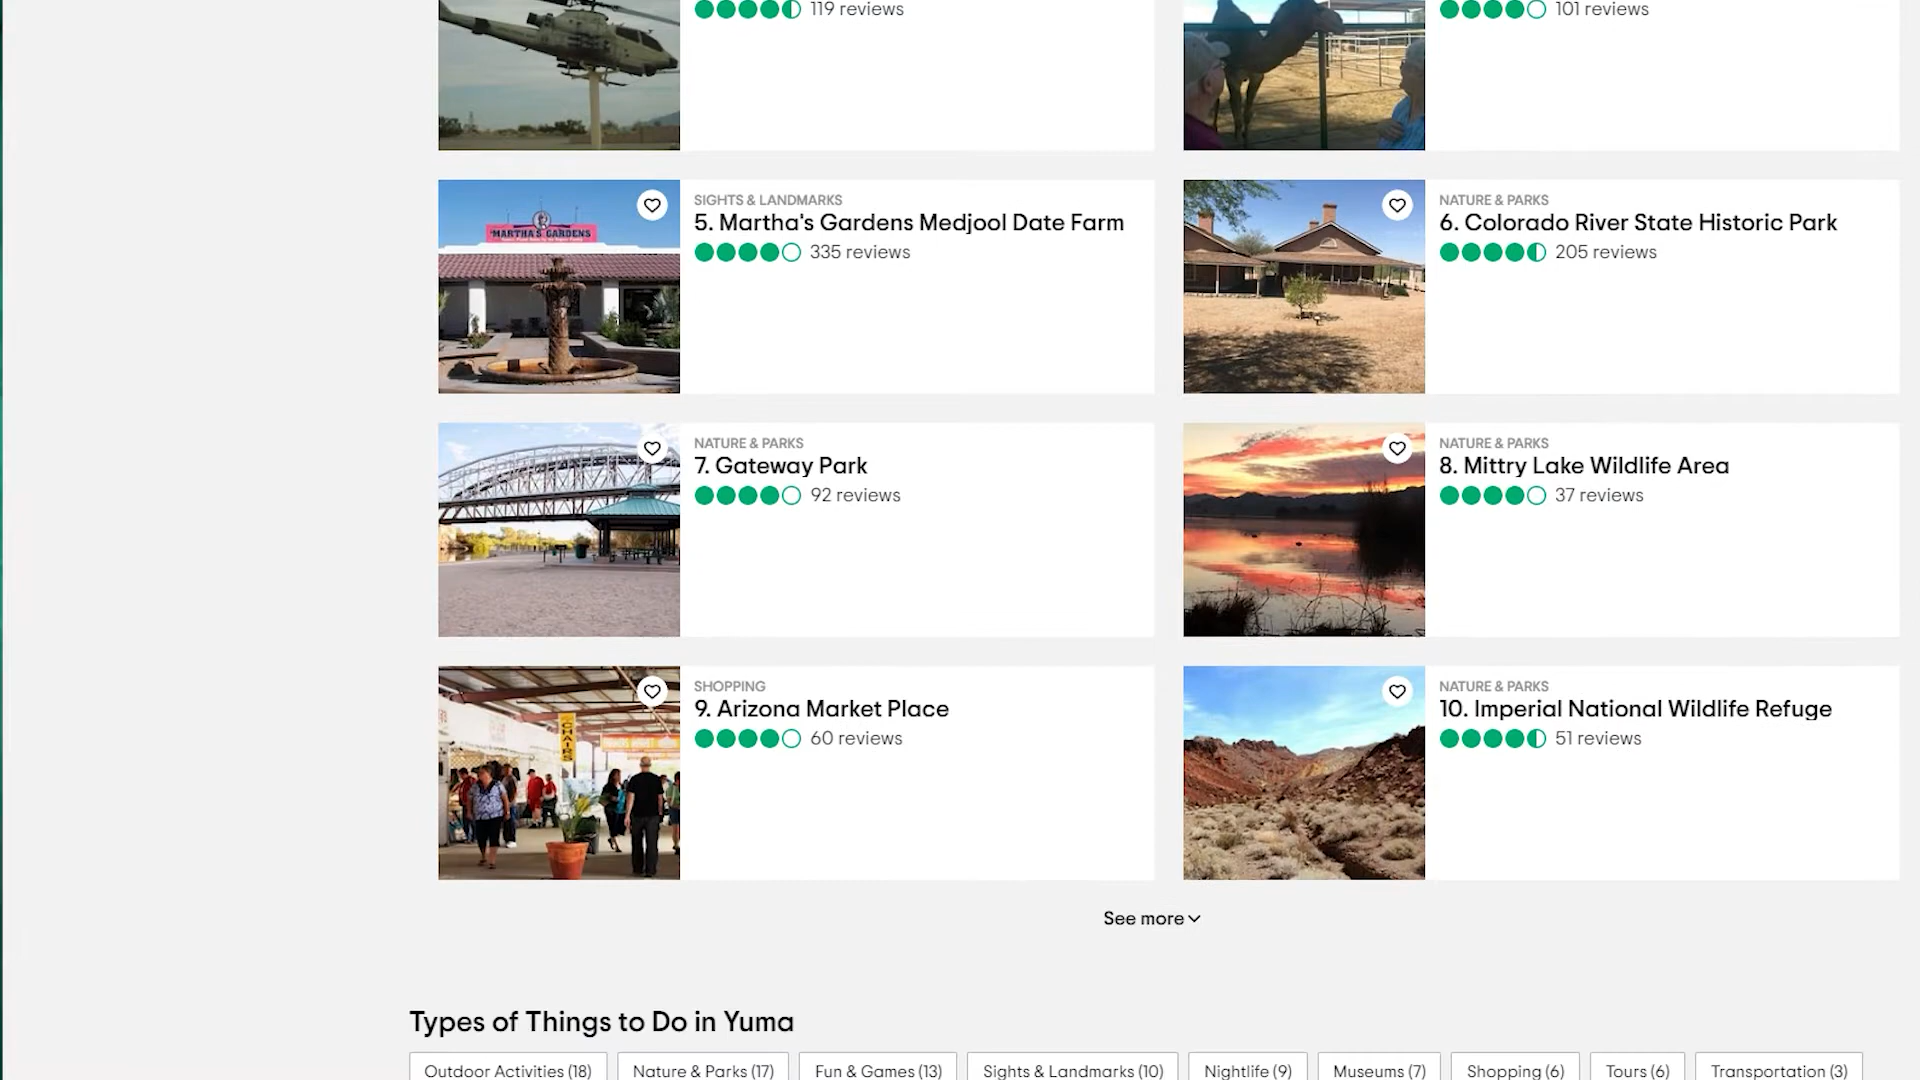 119 reviews
101 reviews
MARTHA'S GARDENS
SIGHTS & LANDMARKS
5. Martha's Gardens Medjool Date Farm
335 reviews
NATURE & PARKS
6. Colorado River State Historic Park
205 reviews
NATURE & PARKS
7. Gateway Park
92 reviews
NATURE & PARKS
8. Mittry Lake Wildlife Area
37 reviews
CHAIRS
SHOPPING
9. Arizona Market Place
60 reviews
NATURE & PARKS
10. Imperial National Wildlife Refuge
51 reviews
See more
Types of Things to Do in Yuma
Outdoor Activities (18)
Nature & Parks (17)
Fun & Games (13)
Sights & Landmarks (10)
Nightlife (9)
Museums (7)
Shopping (6)
Tours (6)
Transportation (3)